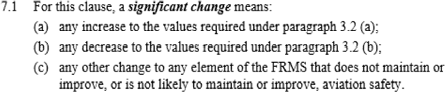 7.1 For this clause, a significant change means:
(a) any increase to the values required under paragraph 3.2 (a);
(b) any decrease to the values required under paragraph 3.2 (b);
(c) any other change to any element of the FRMS that does not maintain or
improve, or is not likely to maintain or improve, aviation safety.